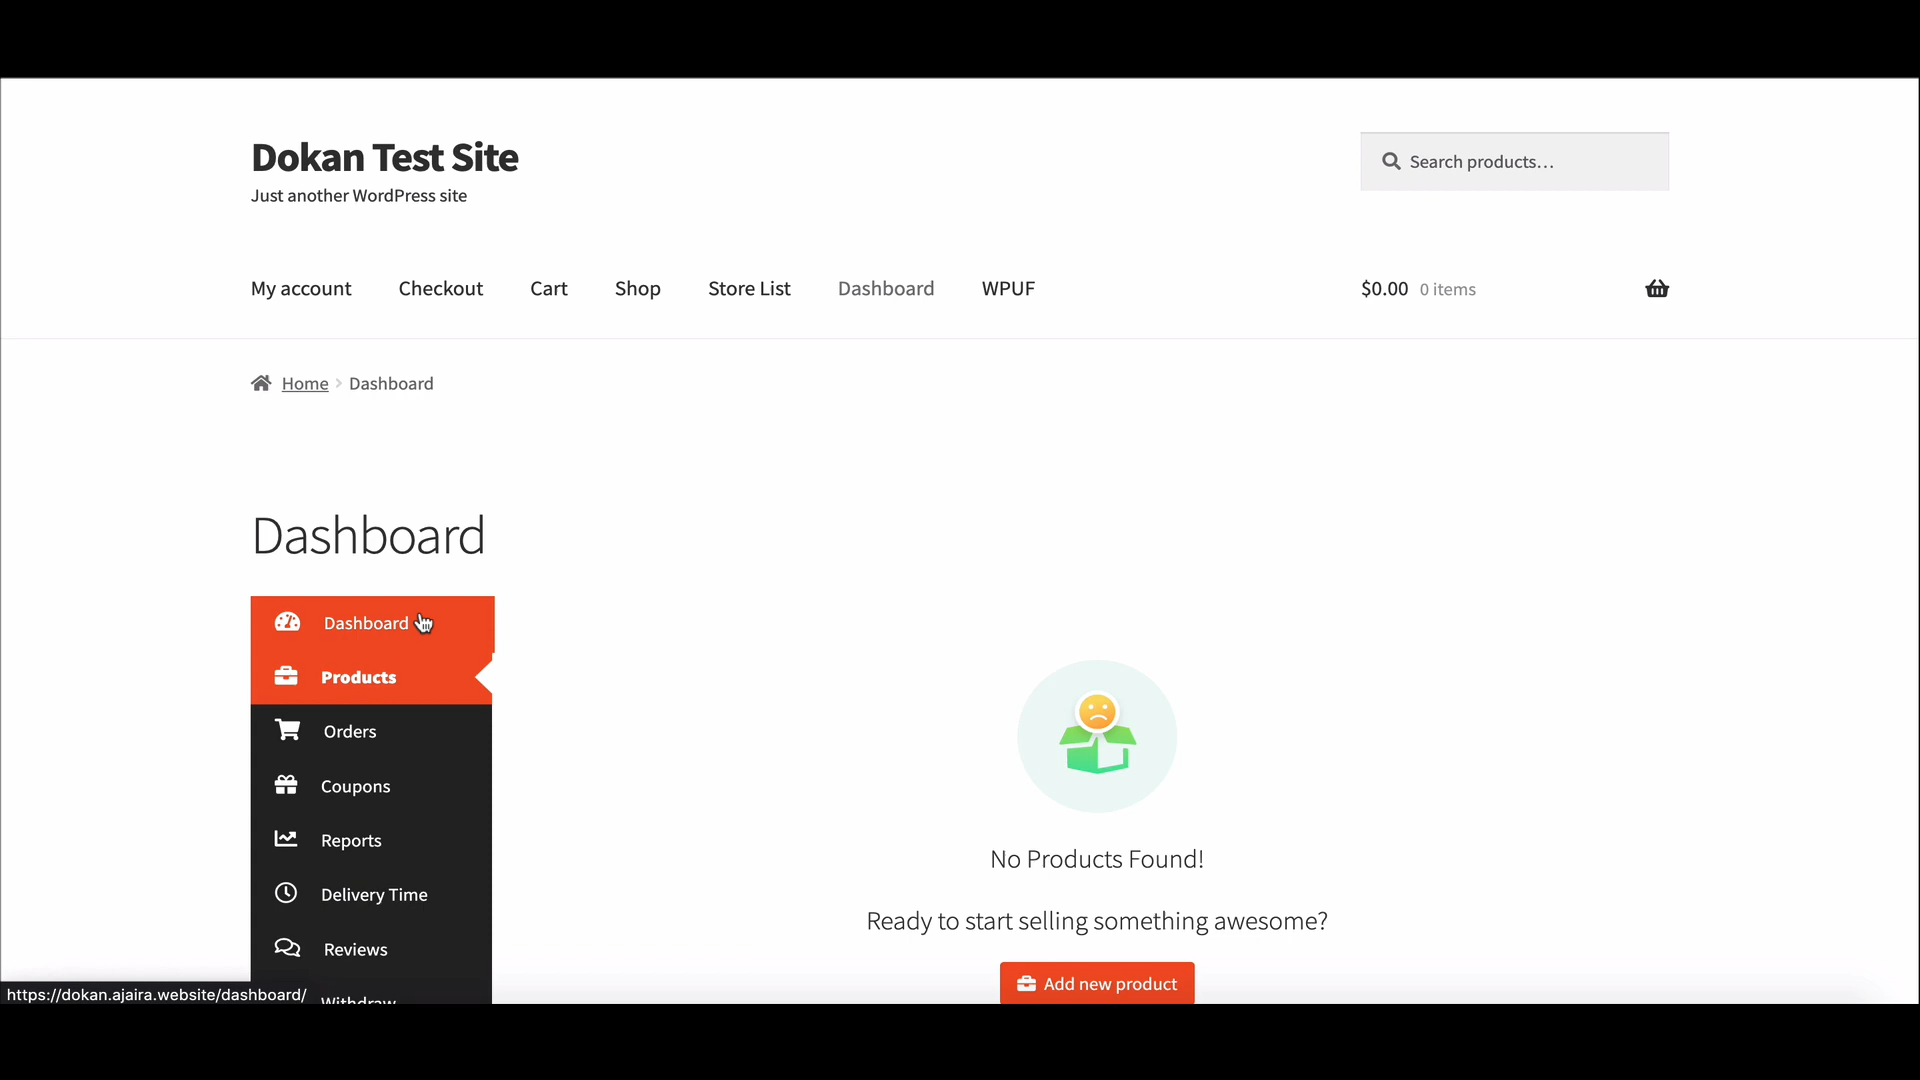 Dokan Test Site
Just another WordPress site
Search products…
My account
Checkout
Cart
Shop
Store List
Dashboard
WPUF
$0.00 0 items
Home
Dashboard
Dashboard
Dashboard
Products
Orders
Coupons
Reports
Delivery Time
Reviews
Withdraw
No Products Found!
Ready to start selling something awesome?
Add new product
https://dokan.ajaira.website/dashboard/